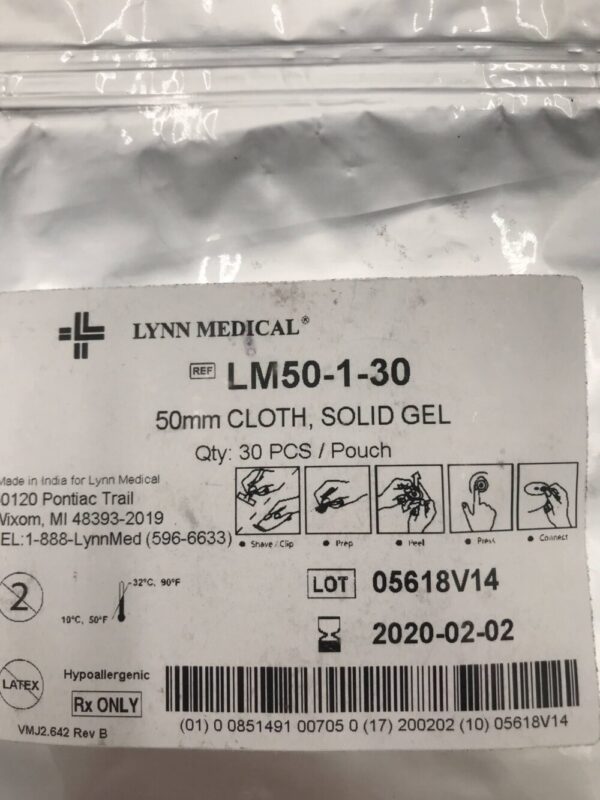 LYNN MEDICAL®
REF LM50-1-30
50mm CLOTH, SOLID GEL
Qty: 30 PCS / Pouch
Made in India for Lynn Medical
0120 Pontiac Trail
Wixom, MI 48393-2019
TEL:1-888-LynnMed (596-6633)
Shave / Clip
Prep
Peel
Press
Connect
2
32°C, 90°F
10°C, 50°F
LOT 05618V14
2020-02-02
LATEX
Hypoallergenic
Rx ONLY
VMJ2.642 Rev B
(01) 0 0851491 00705 0 (17) 200202 (10) 05618V14